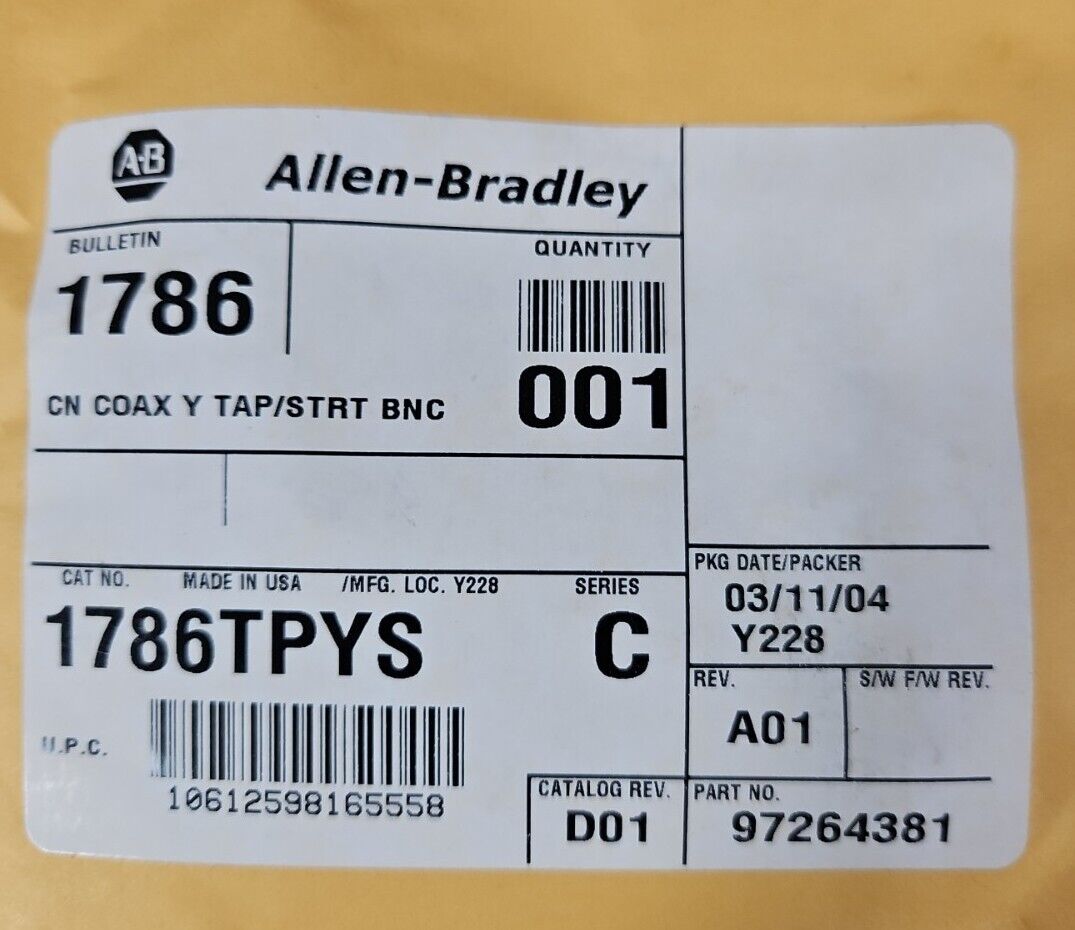 A-B Allen-Bradley
BULLETIN
1786
QUANTITY
001
CN COAX Y TAP/STRT BNC
CAT NO. MADE IN USA /MFG. LOC. Y228 SERIES
1786TPYS C
U.P.C.
10612598165558
PKG DATE/PACKER
03/11/04
Y228
REV. S/W F/W REV.
A01
CATALOG REV. PART NO.
D01 97264381